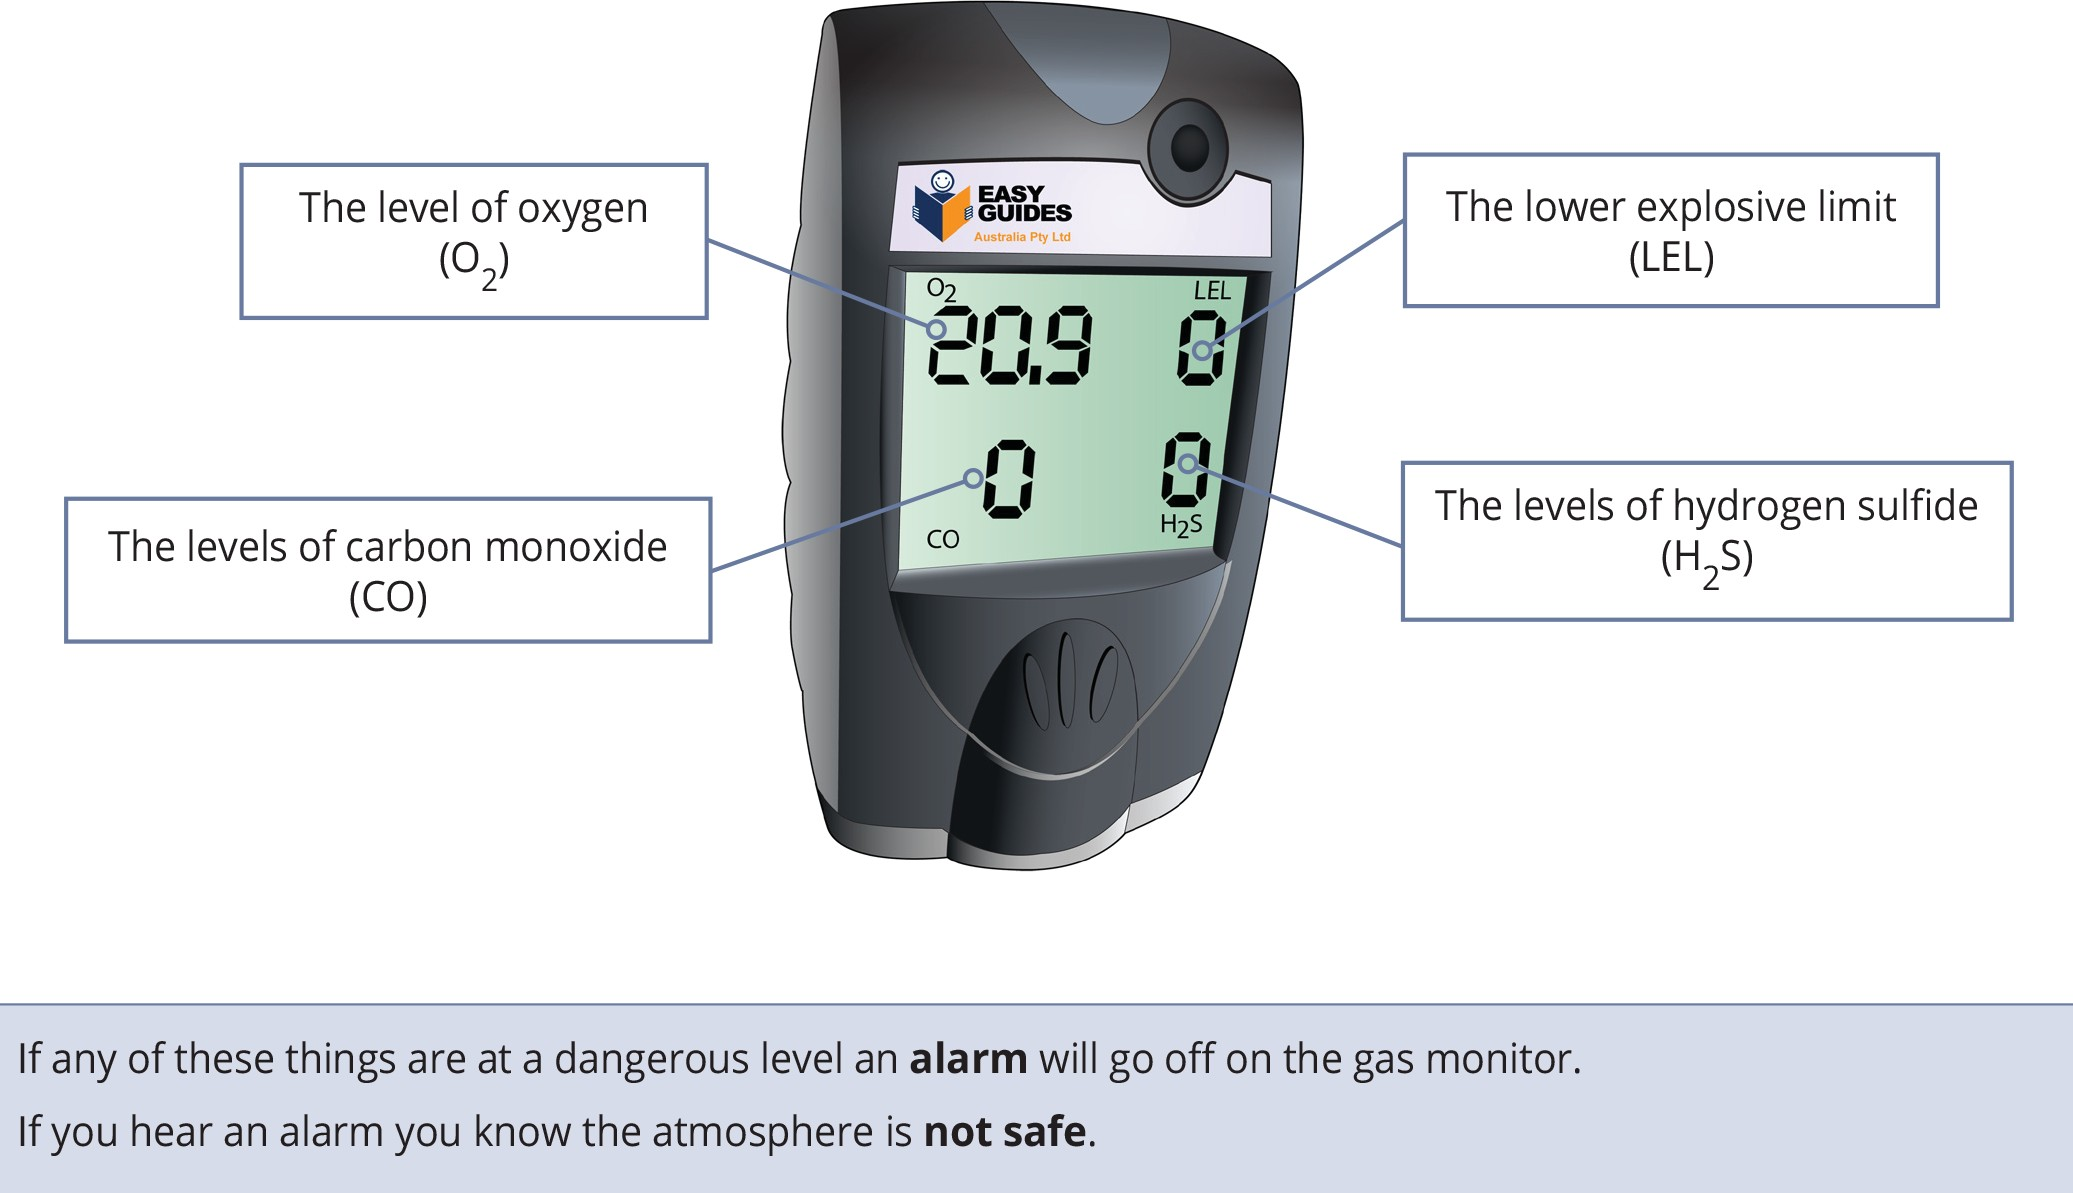 The level of oxygen
(O2)
The lower explosive limit
(LEL)
EASY
GUIDES
Australia Pty Ltd
O2
LEL
20.9
0
0
0
CO
H2S
The levels of carbon monoxide
(CO)
The levels of hydrogen sulfide
(H2S)
If any of these things are at a dangerous level an alarm will go off on the gas monitor.
If you hear an alarm you know the atmosphere is not safe.